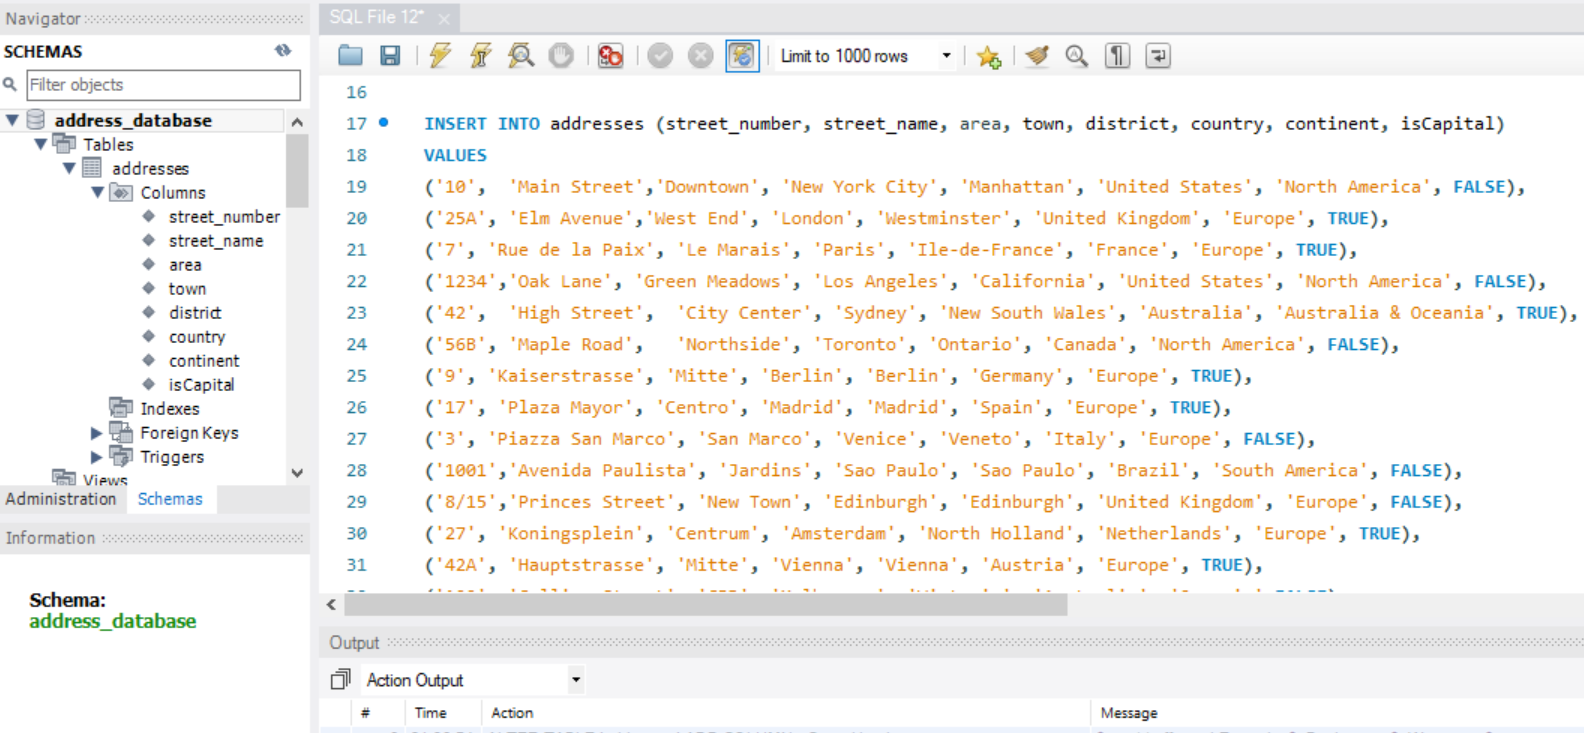 Navigator
SCHEMAS
Filter objects
address_database
Tables
addresses
Columns
street_number
street_name
area
town
district
country
continent
isCapital
Indexes
Foreign Keys
Triggers
Views
Administration Schemas
Information
Schema:
address_database
SQL File 12*
Limit to 1000 rows
16
17 INSERT INTO addresses (street_number, street_name, area, town, district, country, continent, isCapital)
18 VALUES
19 ('10', 'Main Street','Downtown', 'New York City', 'Manhattan', 'United States', 'North America', FALSE),
20 ('25A', 'Elm Avenue','West End', 'London', 'Westminster', 'United Kingdom', 'Europe', TRUE),
21 ('7', 'Rue de la Paix', 'Le Marais', 'Paris', 'Ile-de-France', 'France', 'Europe', TRUE),
22 ('1234','Oak Lane', 'Green Meadows', 'Los Angeles', 'California', 'United States', 'North America', FALSE),
23 ('42', 'High Street', 'City Center', 'Sydney', 'New South Wales', 'Australia', 'Australia & Oceania', TRUE),
24 ('56B', 'Maple Road', 'Northside', 'Toronto', 'Ontario', 'Canada', 'North America', FALSE),
25 ('9', 'Kaiserstrasse', 'Mitte', 'Berlin', 'Berlin', 'Germany', 'Europe', TRUE),
26 ('17', 'Plaza Mayor', 'Centro', 'Madrid', 'Madrid', 'Spain', 'Europe', TRUE),
27 ('3', 'Piazza San Marco', 'San Marco', 'Venice', 'Veneto', 'Italy', 'Europe', FALSE),
28 ('1001','Avenida Paulista', 'Jardins', 'Sao Paulo', 'Sao Paulo', 'Brazil', 'South America', FALSE),
29 ('8/15','Princes Street', 'New Town', 'Edinburgh', 'Edinburgh', 'United Kingdom', 'Europe', FALSE),
30 ('27', 'Koningsplein', 'Centrum', 'Amsterdam', 'North Holland', 'Netherlands', 'Europe', TRUE),
31 ('42A', 'Hauptstrasse', 'Mitte', 'Vienna', 'Vienna', 'Austria', 'Europe', TRUE),
Output
Action Output
# Time Action Message